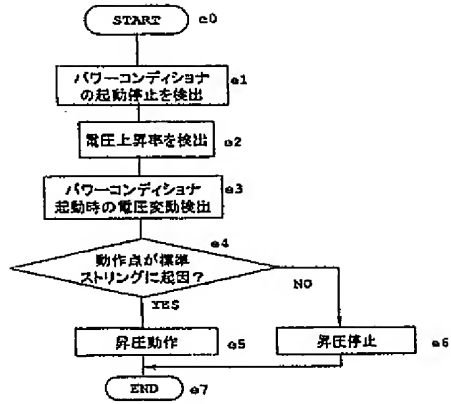 START e0
パワーコンディショナ
の起動停止を検出 e1
電圧上昇率を検出 e2
パワーコンディショナ
起動時の電圧変動検出 e3
e4
動作点が標準
ストリングに起因？
NO
YES
昇圧動作 e5
昇圧停止 e6
END e7